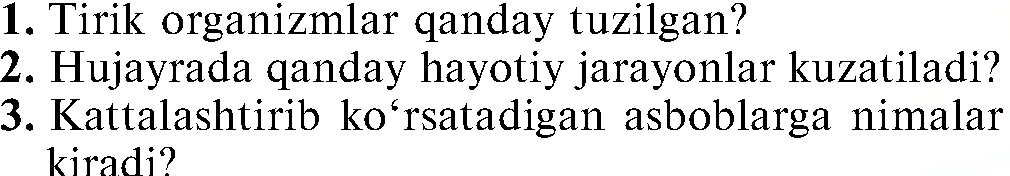 1. Tirik organizmlar qanday tuzilgan?
2. Hujayrada qanday hayotiy jarayonlar kuzatiladi?
3. Kattalashtirib ko‘rsatadigan asboblarga nimalar
kiradi?